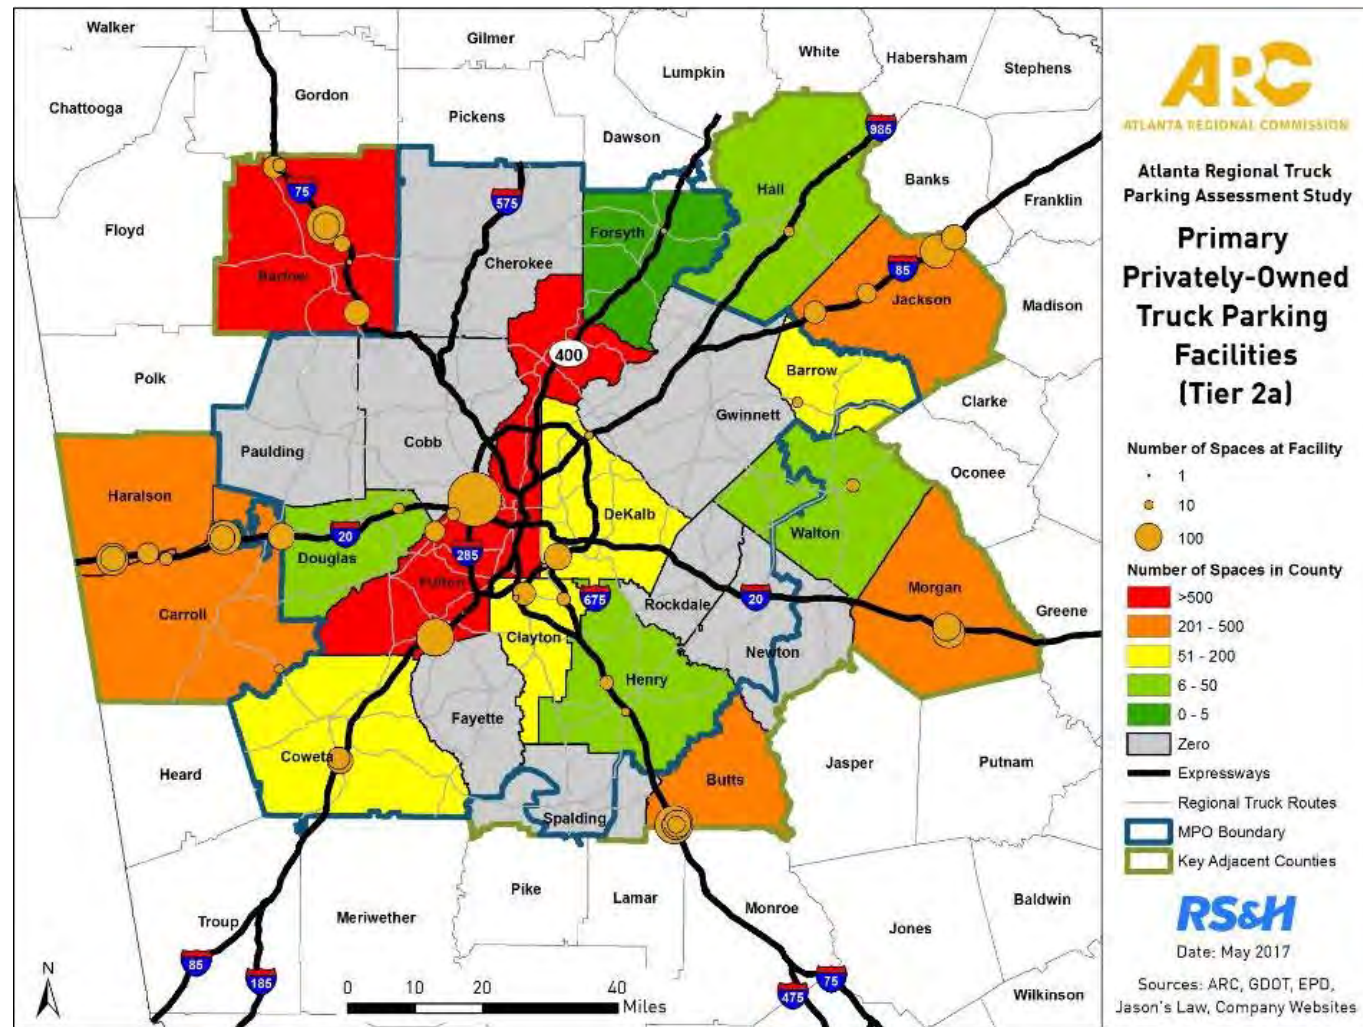 Walker
Gilmer
White
Habersham
Stephens
Lumpkin
Chattooga
Gordon
Pickens
Dawson
985
Banks
Franklin
Hall
75
575
Floyd
Forsyth
Cherokee
85
Jackson
Madison
Bartow
400
Polk
Barrow
Clarke
Gwinnett
Cobb
Paulding
Oconee
Haralson
DeKalb
Walton
20
Douglas
285
Fulton
Morgan
675
Rockdale
20
Greene
Carroll
Clayton
Newton
Henry
Fayette
Coweta
Heard
Butts
Jasper
Putnam
Spalding
Pike
Lamar
Baldwin
Troup
Meriwether
Monroe
Jones
85
185
75
475
Wilkinson
N
0 10 20 40
Miles
ARC
ATLANTA REGIONAL COMMISSION
Atlanta Regional Truck
Parking Assessment Study
Primary
Privately-Owned
Truck Parking
Facilities
(Tier 2a)
Number of Spaces at Facility
1
10
100
Number of Spaces in County
>500
201 - 500
51 - 200
6 - 50
0 - 5
Zero
Expressways
Regional Truck Routes
MPO Boundary
Key Adjacent Counties
RS&H
Date: May 2017
Sources: ARC, GDOT, EPD,
Jason's Law, Company Websites